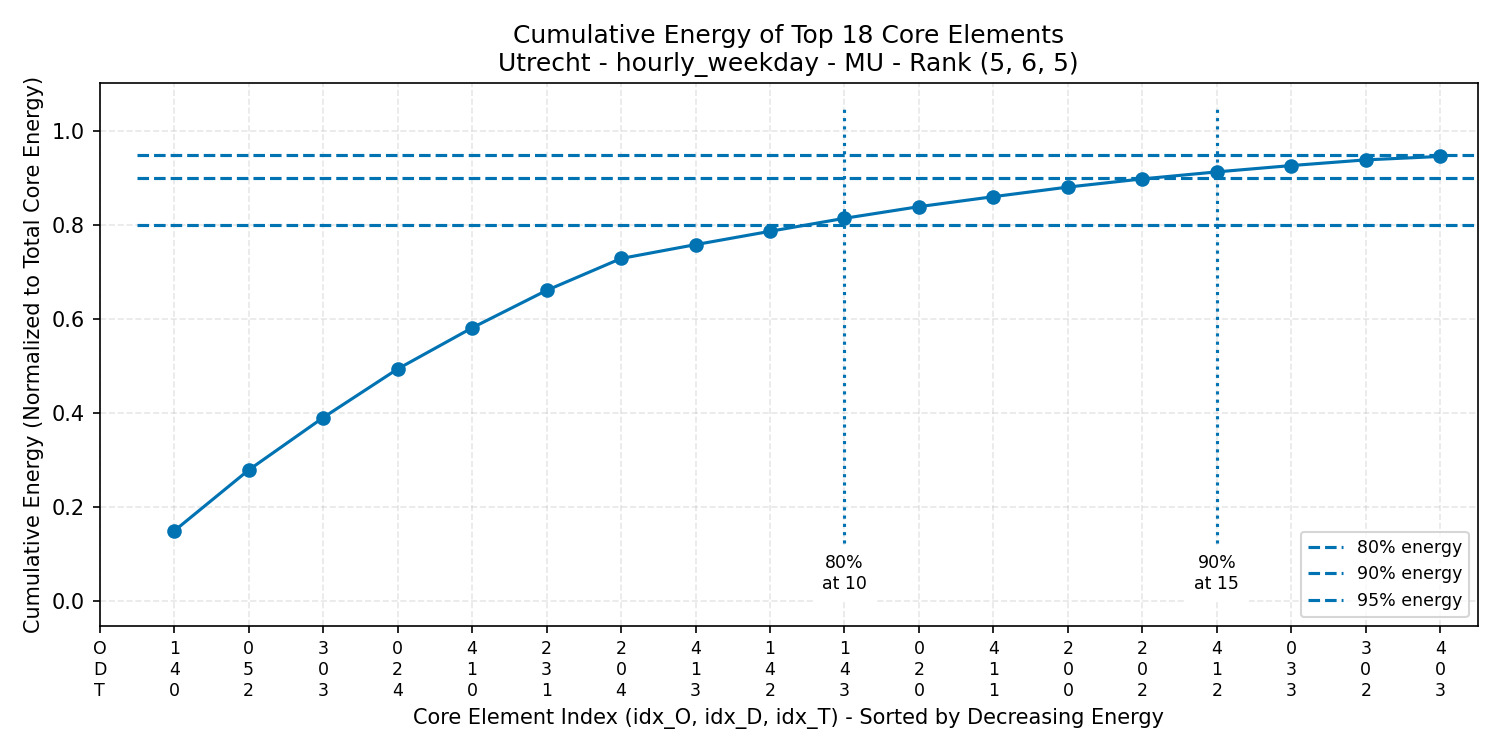 Cumulative Energy of Top 18 Core Elements
Utrecht - hourly_weekday - MU - Rank (5, 6, 5)
Cumulative Energy (Normalized to Total Core Energy)
1.0
0.8
0.6
0.4
0.2
0.0
80%
at 10
90%
at 15
80% energy
90% energy
95% energy
O 1 0 3 0 4 2 2 4 1 1 0 4 2 2 4 0 3 4
D 4 5 0 2 1 3 0 1 4 4 2 1 0 0 1 3 0 0
T 0 2 3 4 0 1 4 3 2 3 0 1 0 2 2 3 2 3
Core Element Index (idx_O, idx_D, idx_T) - Sorted by Decreasing Energy